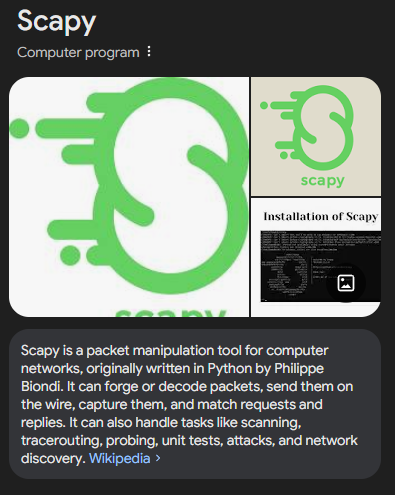 Scapy
Computer program
scapy
scapy
Installation of Scapy
Scapy is a packet manipulation tool for computer
networks, originally written in Python by Philippe
Biondi. It can forge or decode packets, send them on
the wire, capture them, and match requests and
replies. It can also handle tasks like scanning,
tracerouting, probing, unit tests, attacks, and network
discovery. Wikipedia >